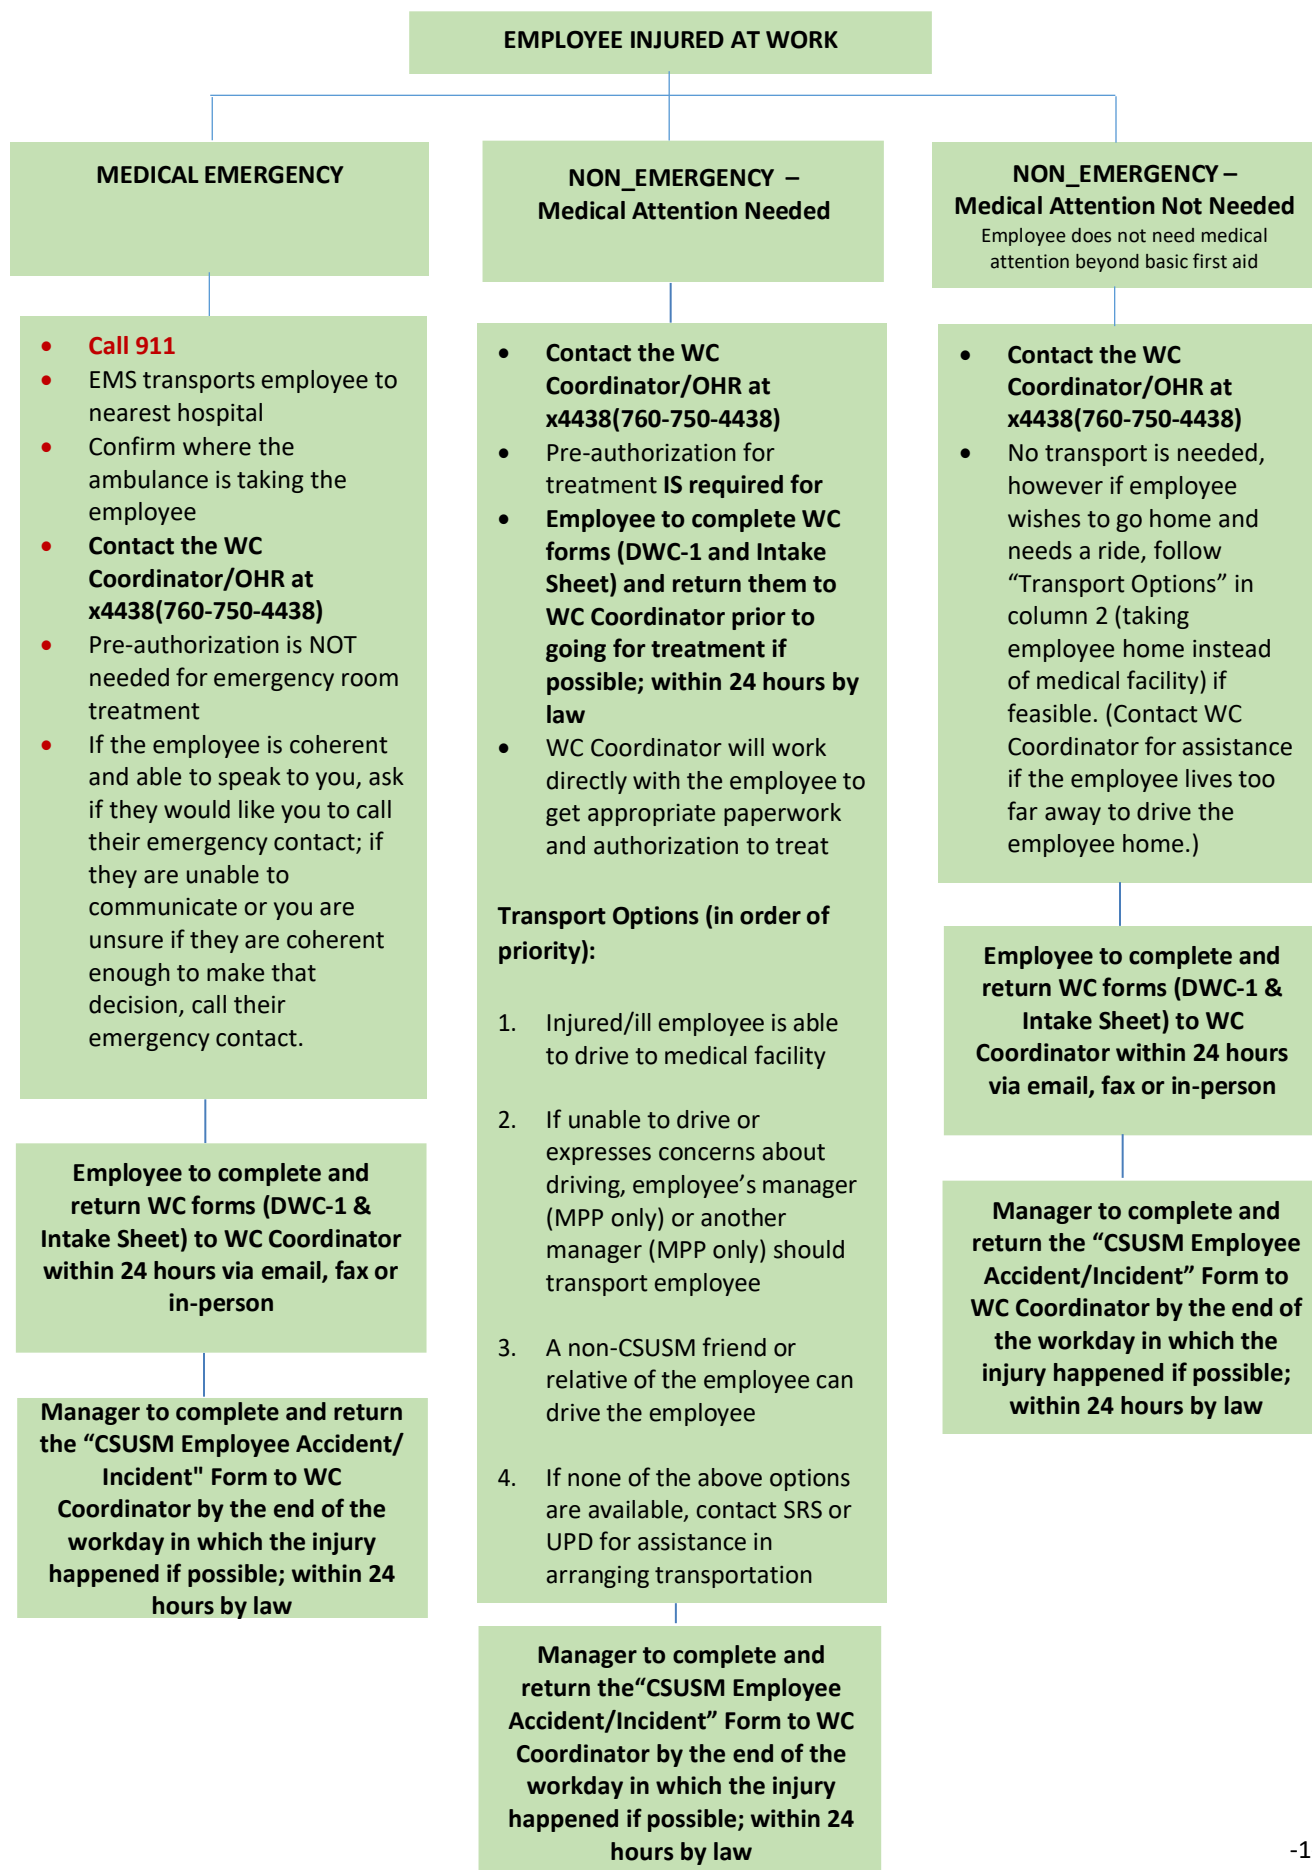 EMPLOYEE INJURED AT WORK
MEDICAL EMERGENCY
• Call 911
• EMS transports employee to
nearest hospital
• Confirm where the
ambulance is taking the
employee
• Contact the WC
Coordinator/OHR at
x4438(760-750-4438)
• Pre-authorization is NOT
needed for emergency room
treatment
• If the employee is coherent
and able to speak to you, ask
if they would like you to call
their emergency contact; if
they are unable to
communicate or you are
unsure if they are coherent
enough to make that
decision, call their
emergency contact.
Employee to complete and
return WC forms (DWC-1 &
Intake Sheet) to WC Coordinator
within 24 hours via email, fax or
in-person
Manager to complete and return
the “CSUSM Employee Accident/
Incident" Form to WC
Coordinator by the end of the
workday in which the injury
happened if possible; within 24
hours by law
NON_EMERGENCY –
Medical Attention Needed
• Contact the WC
Coordinator/OHR at
x4438(760-750-4438)
• Pre-authorization for
treatment IS required for
• Employee to complete WC
forms (DWC-1 and Intake
Sheet) and return them to
WC Coordinator prior to
going for treatment if
possible; within 24 hours by
law
• WC Coordinator will work
directly with the employee to
get appropriate paperwork
and authorization to treat
Transport Options (in order of
priority):
1. Injured/ill employee is able
to drive to medical facility
2. If unable to drive or
expresses concerns about
driving, employee’s manager
(MPP only) or another
manager (MPP only) should
transport employee
3. A non-CSUSM friend or
relative of the employee can
drive the employee
4. If none of the above options
are available, contact SRS or
UPD for assistance in
arranging transportation
Manager to complete and
return the“CSUSM Employee
Accident/Incident” Form to WC
Coordinator by the end of the
workday in which the injury
happened if possible; within 24
hours by law
NON_EMERGENCY –
Medical Attention Not Needed
Employee does not need medical
attention beyond basic first aid
• Contact the WC
Coordinator/OHR at
x4438(760-750-4438)
• No transport is needed,
however if employee
wishes to go home and
needs a ride, follow
“Transport Options” in
column 2 (taking
employee home instead
of medical facility) if
feasible. (Contact WC
Coordinator for assistance
if the employee lives too
far away to drive the
employee home.)
Employee to complete and
return WC forms (DWC-1 &
Intake Sheet) to WC
Coordinator within 24 hours
via email, fax or in-person
Manager to complete and
return the “CSUSM Employee
Accident/Incident” Form to
WC Coordinator by the end of
the workday in which the
injury happened if possible;
within 24 hours by law
-1